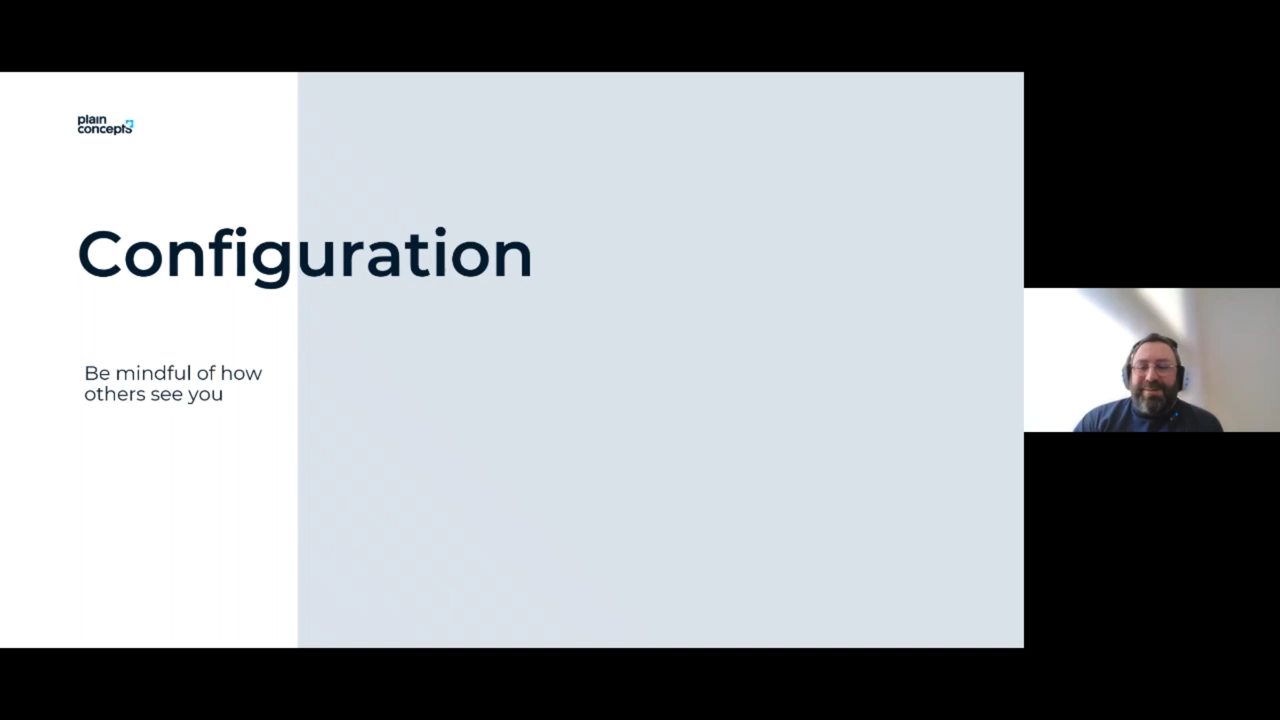 plain
concepts
Configuration
Be mindful of how
others see you